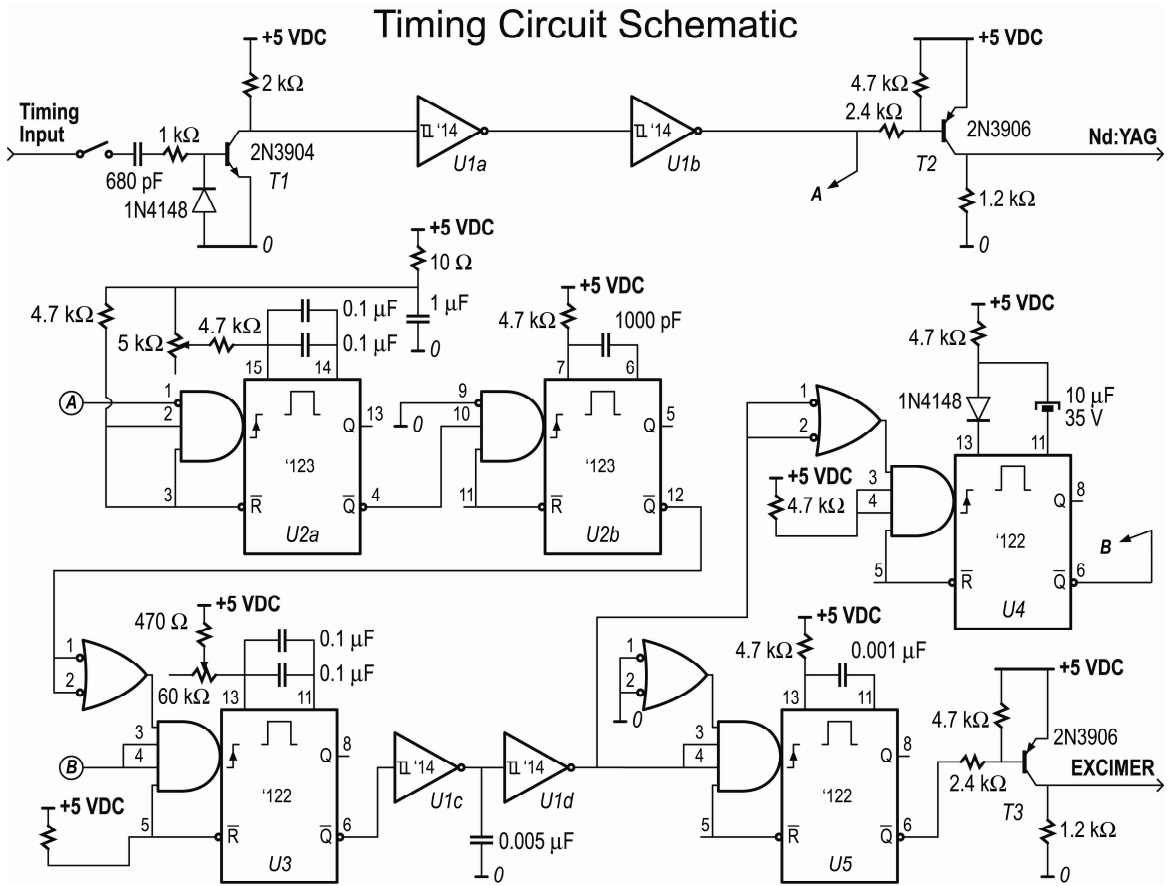 Timing Circuit Schematic
+5 VDC
2 kΩ
Timing
Input
1 kΩ
680 pF
1N4148
2N3904
T1
0
'14
U1a
'14
U1b
A
+5 VDC
4.7 kΩ
2.4 kΩ
2N3906
T2
Nd:YAG
1.2 kΩ
0
+5 VDC
10 Ω
4.7 kΩ
5 kΩ
4.7 kΩ
0.1 µF
0.1 µF
1 µF
0
15
14
A
1
2
3
13
Q
'123
R
Q
4
U2a
+5 VDC
4.7 kΩ
1000 pF
7
6
9
10
0
11
5
Q
'123
R
Q
12
U2b
+5 VDC
4.7 kΩ
1N4148
10 µF
35 V
13
11
1
2
+5 VDC
4.7 kΩ
3
4
5
8
Q
'122
R
Q
6
U4
B
+5 VDC
470 Ω
60 kΩ
0.1 µF
0.1 µF
13
11
1
2
3
4
B
+5 VDC
5
8
Q
'122
R
Q
6
U3
'14
U1c
'14
U1d
0.005 µF
0
+5 VDC
4.7 kΩ
0.001 µF
13
11
1
2
0
3
4
5
8
Q
'122
R
Q
6
U5
+5 VDC
4.7 kΩ
2.4 kΩ
2N3906
EXCIMER
T3
1.2 kΩ
0